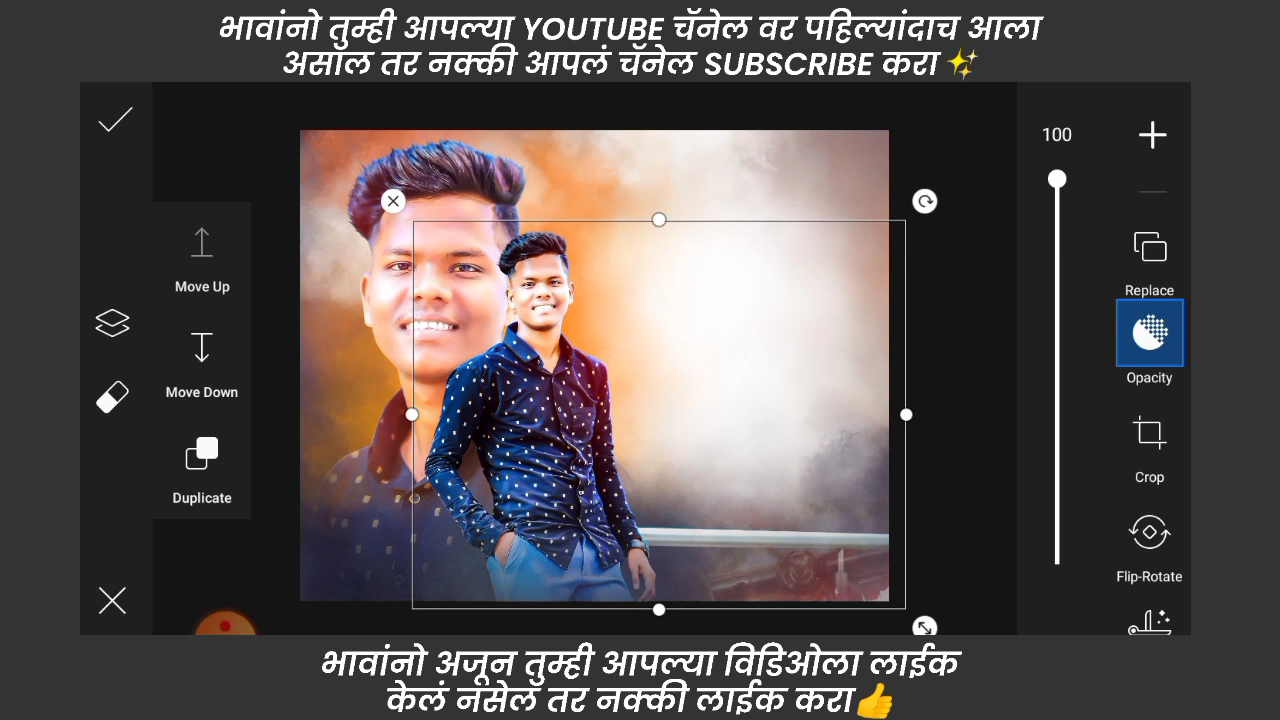 भावांनो तुम्ही आपल्या YOUTUBE चॅनेल वर पहिल्यांदाच आला
असाल तर नक्की आपलं चॅनेल SUBSCRIBE करा ✨
100
Move Up
Replace
Move Down
Opacity
Crop
Duplicate
Flip-Rotate
भावांनो अजून तुम्ही आपल्या विडिओला लाईक
केलं नसेल तर नक्की लाईक करा👍